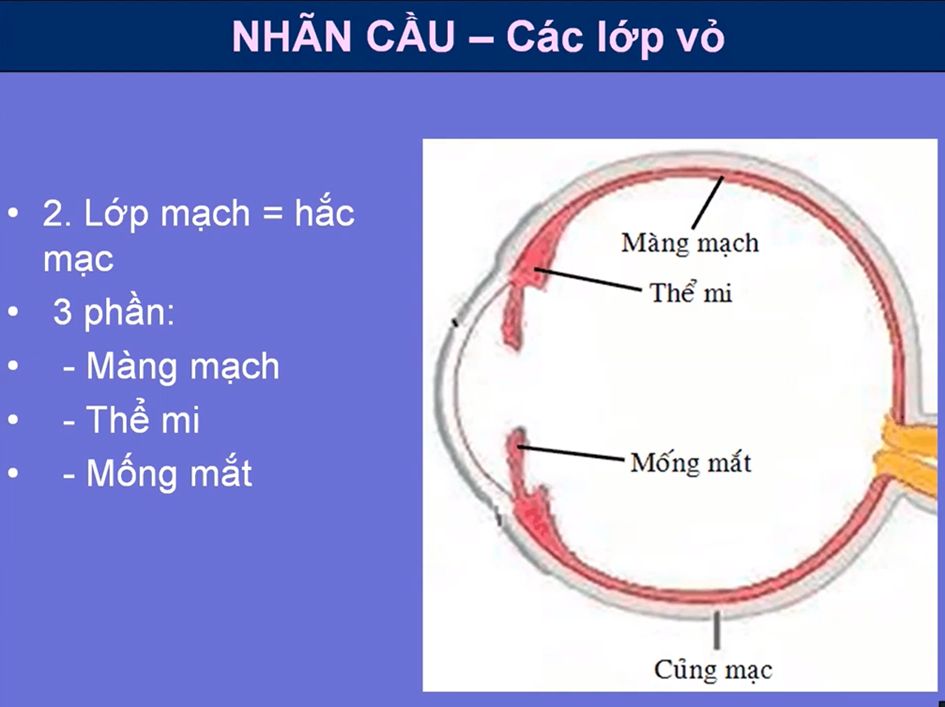 NHÃN CẦU – Các lớp vỏ
• 2. Lớp mạch = hắc
mạc
• 3 phần:
• - Màng mạch
• - Thể mi
• - Mống mắt
Màng mạch
Thể mi
Mống mắt
Củng mạc